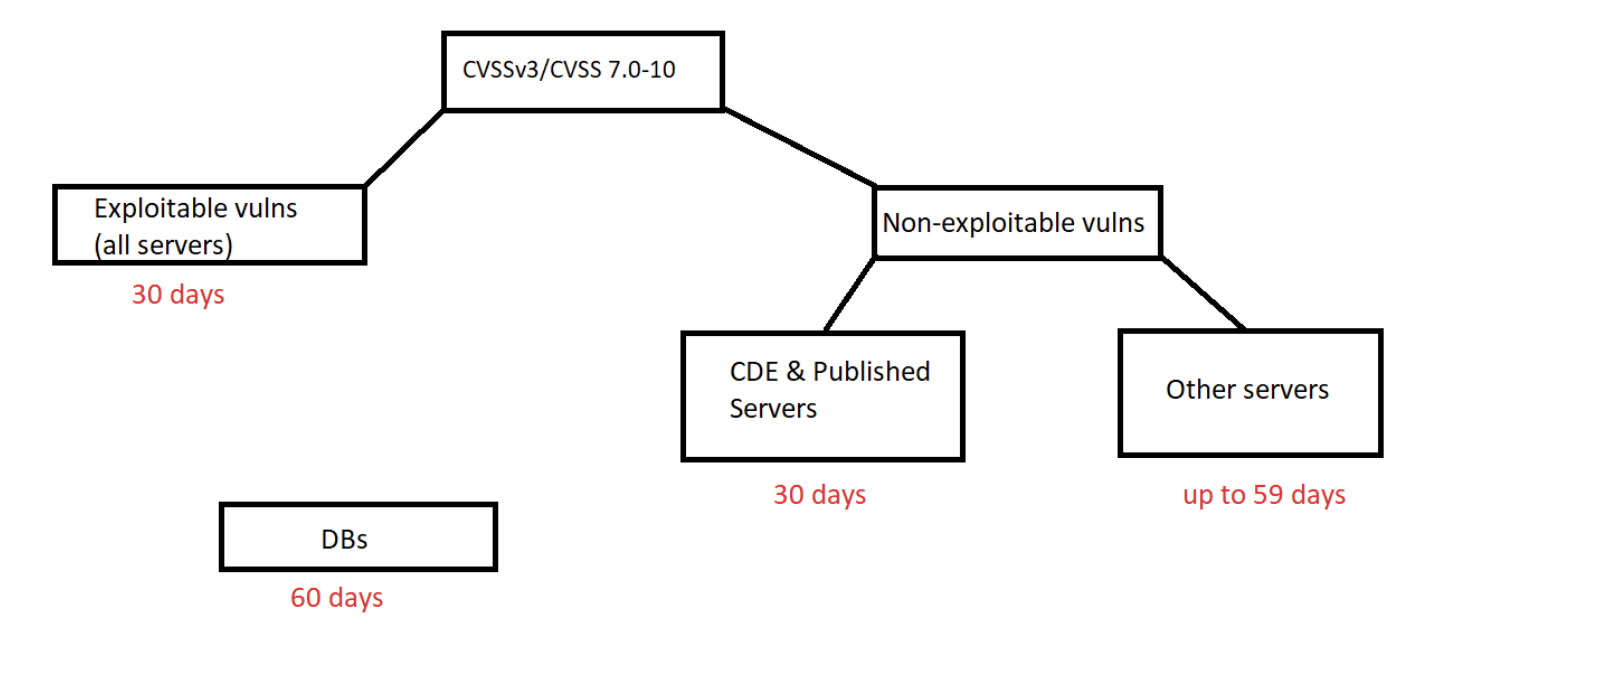 CVSSv3/CVSS 7.0-10
Exploitable vulns
(all servers)
30 days
Non-exploitable vulns
CDE & Published
Servers
30 days
Other servers
up to 59 days
DBs
60 days